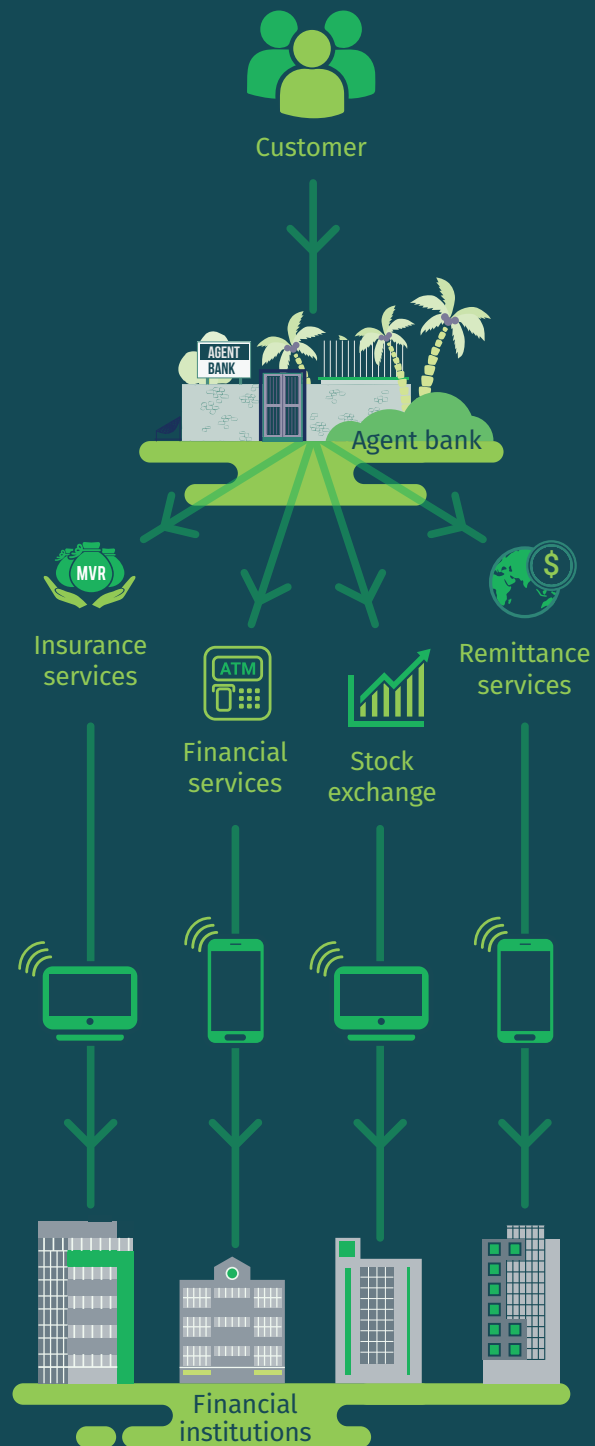 Customer
AGENT
BANK
Agent bank
MVR
$
Insurance
services
ATM
Financial
services
Stock
exchange
Remittance
services
Financial
institutions